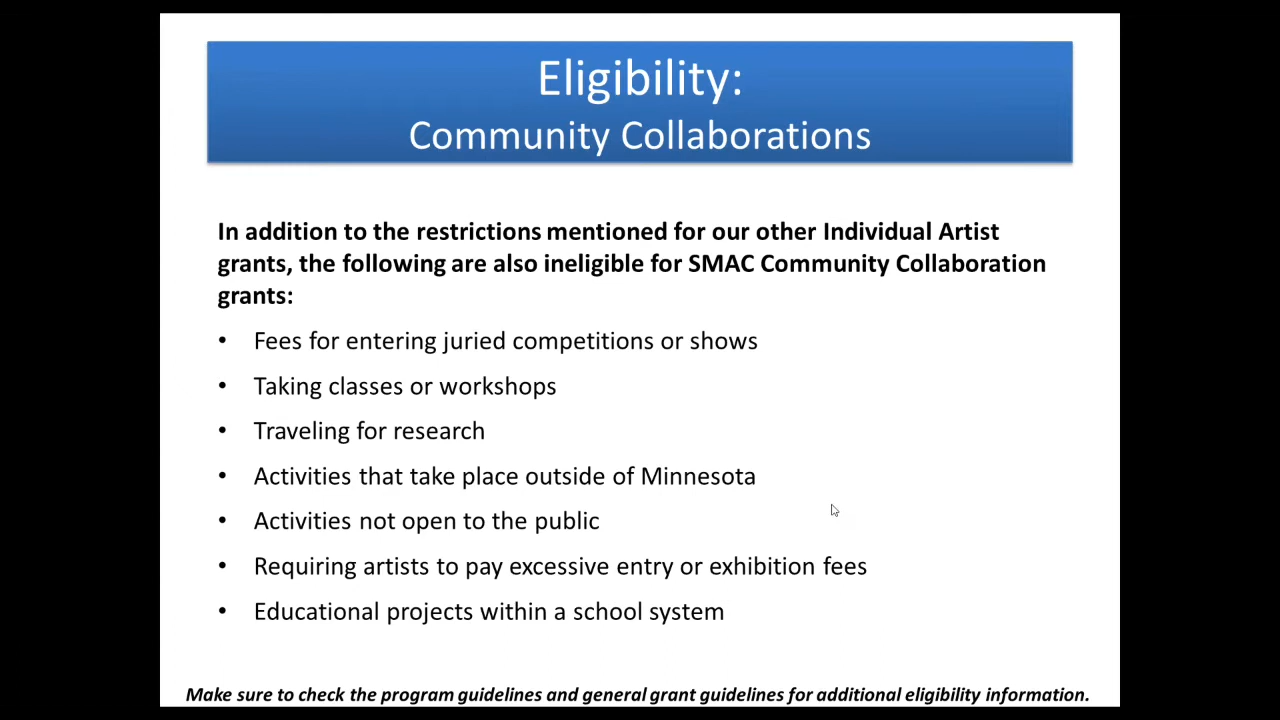 Eligibility:
Community Collaborations
In addition to the restrictions mentioned for our other Individual Artist
grants, the following are also ineligible for SMAC Community Collaboration
grants:
• Fees for entering juried competitions or shows
• Taking classes or workshops
• Traveling for research
• Activities that take place outside of Minnesota
• Activities not open to the public
• Requiring artists to pay excessive entry or exhibition fees
• Educational projects within a school system
Make sure to check the program guidelines and general grant guidelines for additional eligibility information.